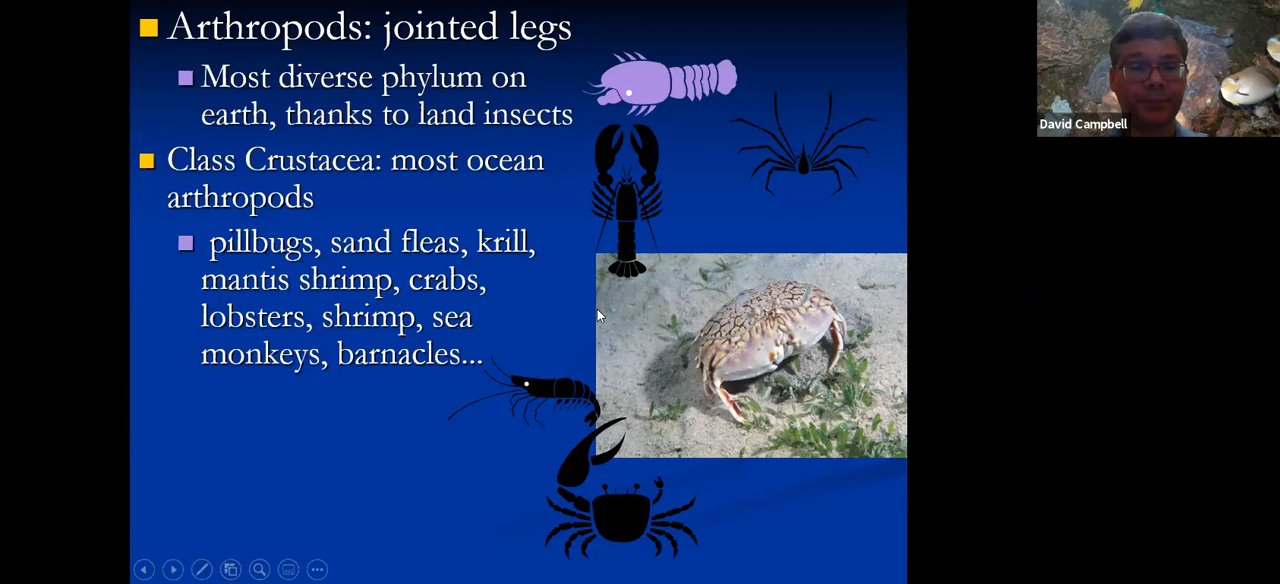 Arthropods: jointed legs
Most diverse phylum on
earth, thanks to land insects
Class Crustacea: most ocean
arthropods
pillbugs, sand fleas, krill,
mantis shrimp, crabs,
lobsters, shrimp, sea
monkeys, barnacles...
David Campbell